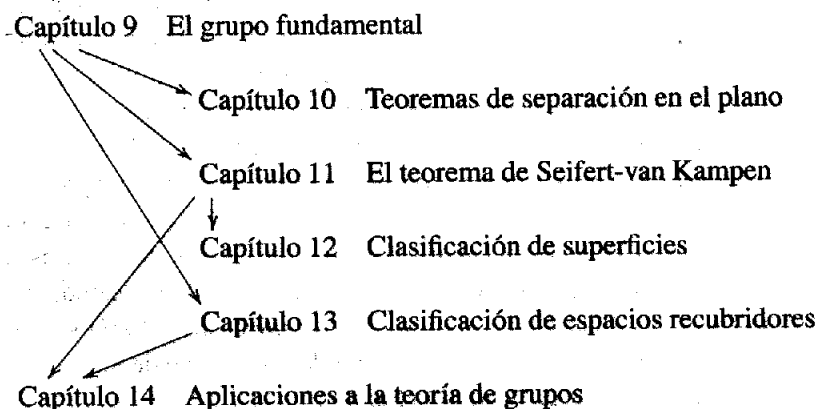 Capítulo 9 El grupo fundamental
Capítulo 10 Teoremas de separación en el plano
Capítulo 11 El teorema de Seifert-van Kampen
Capítulo 12 Clasificación de superficies
Capítulo 13 Clasificación de espacios recubridores
Capítulo 14 Aplicaciones a la teoría de grupos